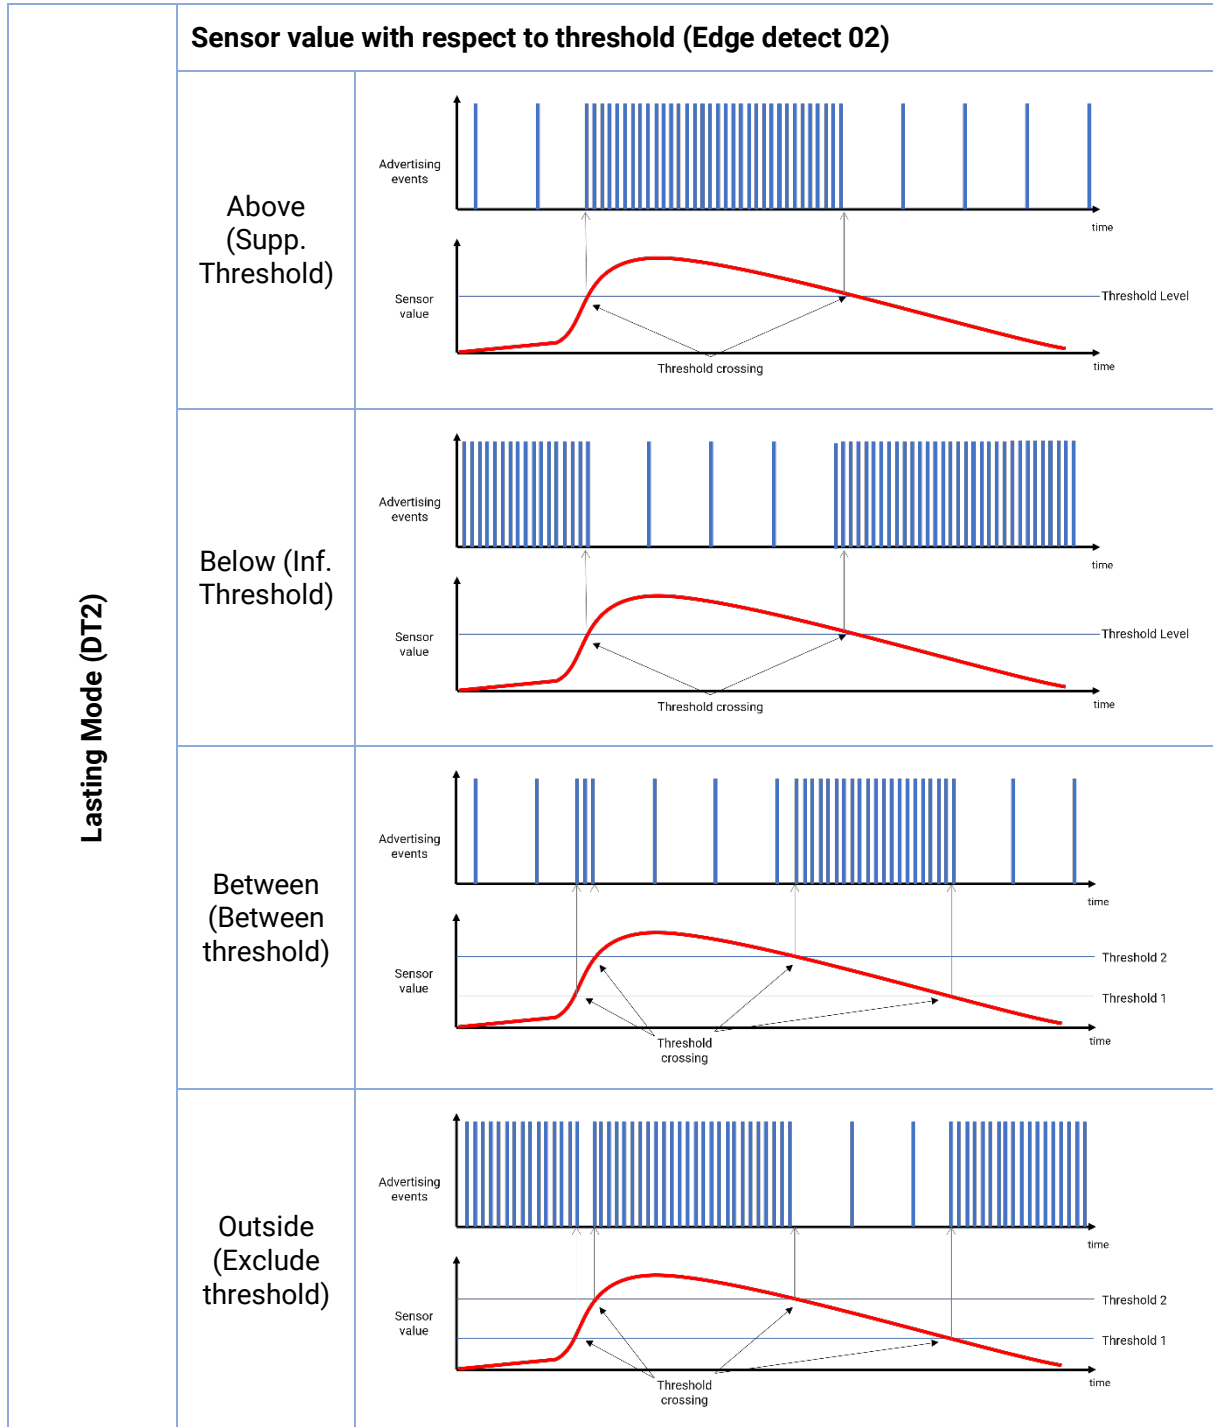 Sensor value with respect to threshold (Edge detect 02)
Lasting Mode (DT2)
Above
(Supp.
Threshold)
Advertising
events
time
Sensor
value
Threshold Level
time
Threshold crossing
Below (Inf.
Threshold)
Advertising
events
time
Sensor
value
Threshold Level
time
Threshold crossing
Between
(Between
threshold)
Advertising
events
time
Threshold 2
Sensor
value
Threshold 1
time
Threshold
crossing
Outside
(Exclude
threshold)
Advertising
events
time
Threshold 2
Sensor
value
Threshold 1
time
Threshold
crossing